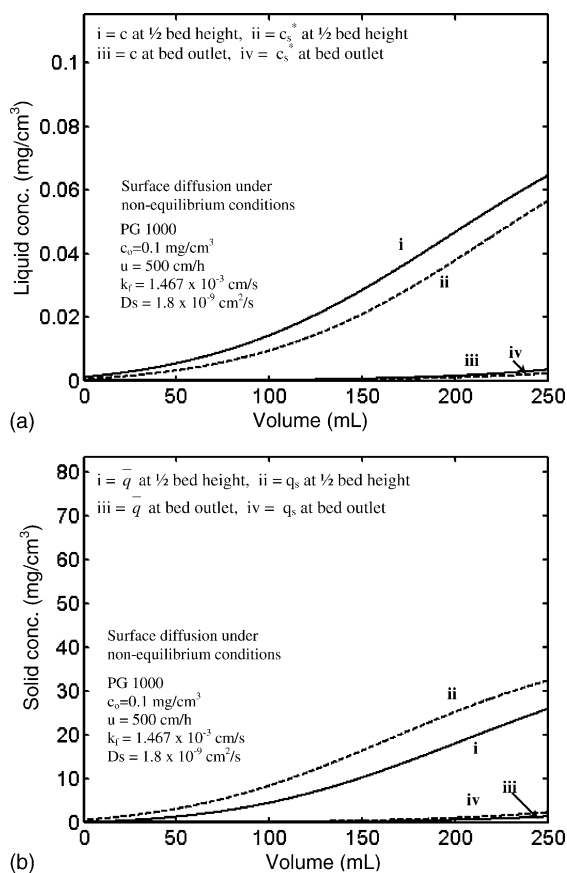 i = c at ½ bed height, ii = cₛ* at ½ bed height
iii = c at bed outlet, iv = cₛ* at bed outlet
0.1
0.08
0.06
0.04
0.02
0
Liquid conc. (mg/cm³)
Surface diffusion under
non-equilibrium conditions
PG 1000
cₒ=0.1 mg/cm³
u = 500 cm/h
k_f = 1.467 x 10⁻³ cm/s
Ds = 1.8 x 10⁻⁹ cm²/s
i
ii
iii
iv
0 50 100 150 200 250
Volume (mL)
(a)
i = q̅ at ½ bed height, ii = qₛ at ½ bed height
iii = q̅ at bed outlet, iv = qₛ at bed outlet
80
70
60
50
40
30
20
10
0
Solid conc. (mg/cm³)
Surface diffusion under
non-equilibrium conditions
PG 1000
cₒ=0.1 mg/cm³
u = 500 cm/h
k_f = 1.467 x 10⁻³ cm/s
Ds = 1.8 x 10⁻⁹ cm²/s
ii
i
iii
iv
0 50 100 150 200 250
Volume (mL)
(b)